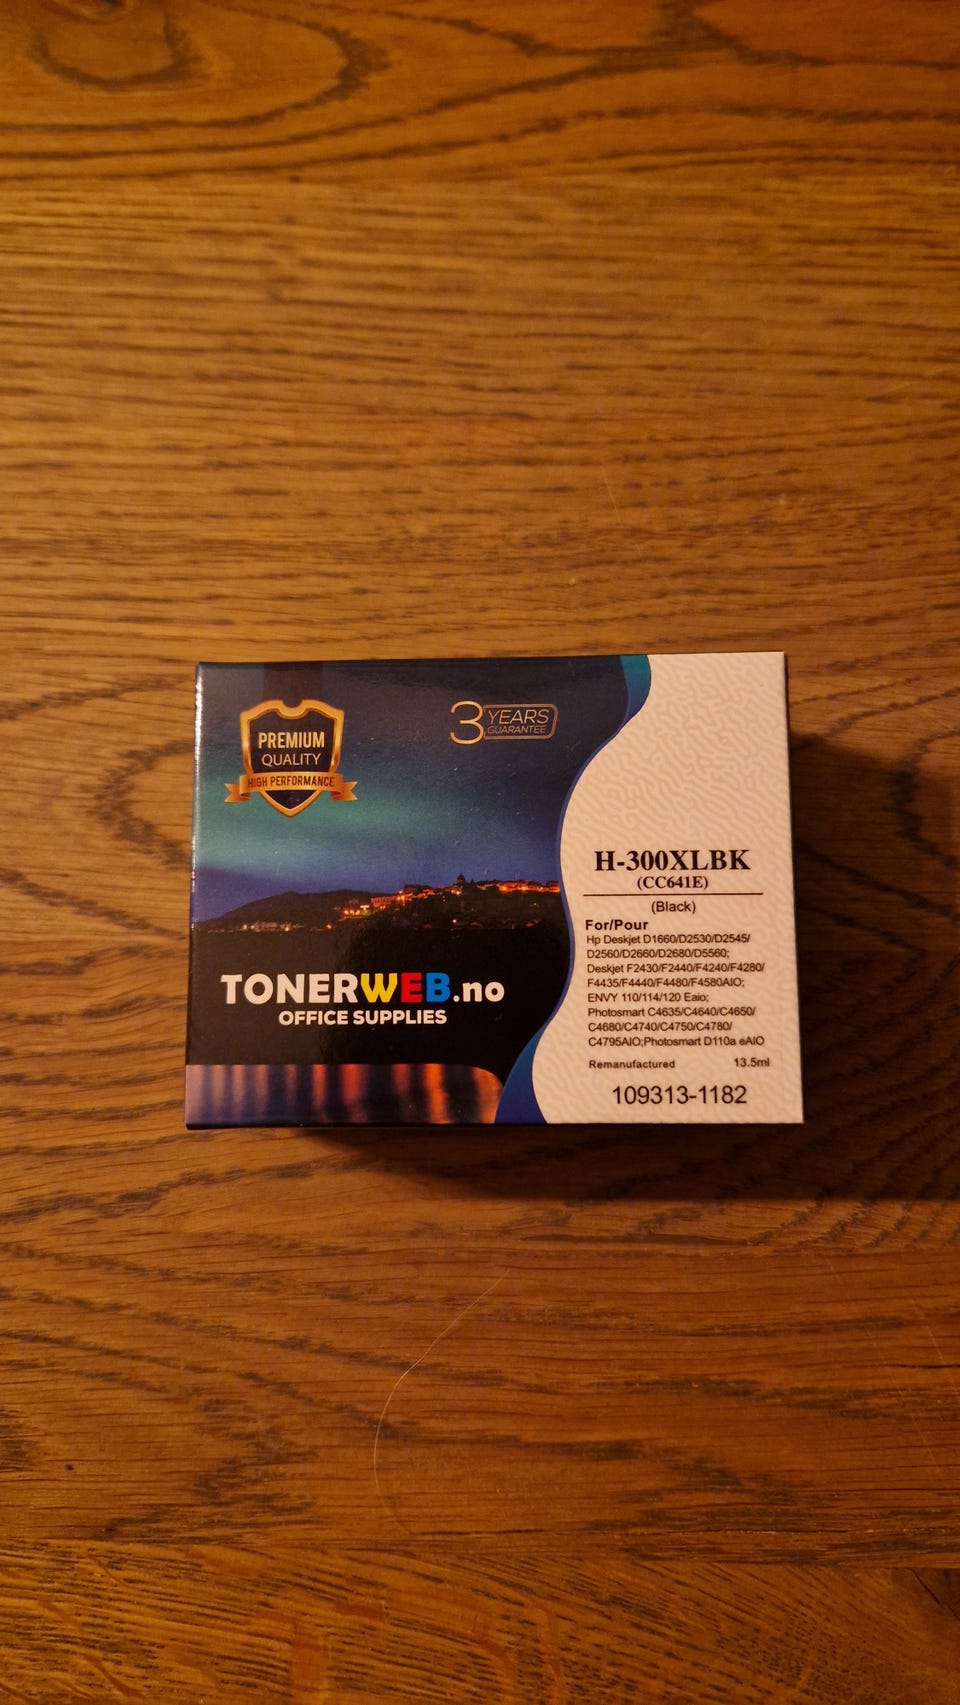 PREMIUM
QUALITY
HIGH PERFORMANCE
3 YEARS
GUARANTEE
TONERWEB.no
OFFICE SUPPLIES
H-300XLBK
(CC641E)
(Black)
For/Pour
Hp Deskjet D1660/D2530/D2545/
D2560/D2660/D2680/D5560;
Deskjet F2430/F2440/F4240/F4280/
F4435/F4440/F4480/F4580AIO;
ENVY 110/114/120 Eaio;
Photosmart C4635/C4640/C4650/
C4680/C4740/C4750/C4780/
C4795AIO;Photosmart D110a eAIO
Remanufactured 13.5ml
109313-1182